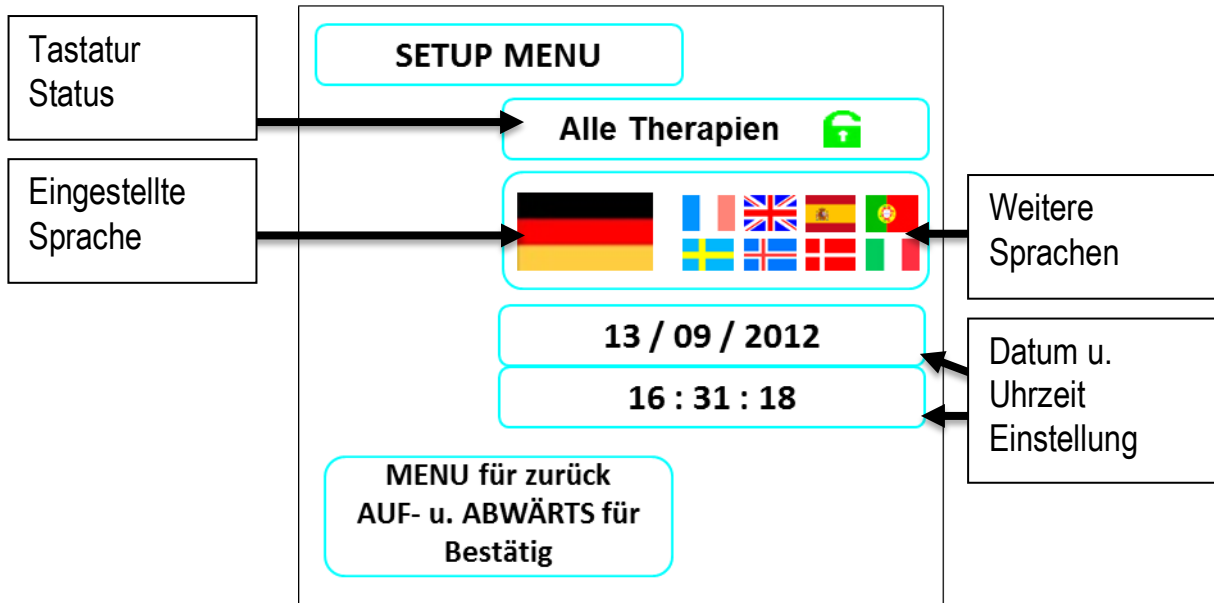 Tastatur
Status
Eingestellte
Sprache
SETUP MENU
Alle Therapien
13 / 09 / 2012
16 : 31 : 18
MENU für zurück
AUF- u. ABWÄRTS für
Bestätig
Weitere
Sprachen
Datum u.
Uhrzeit
Einstellung